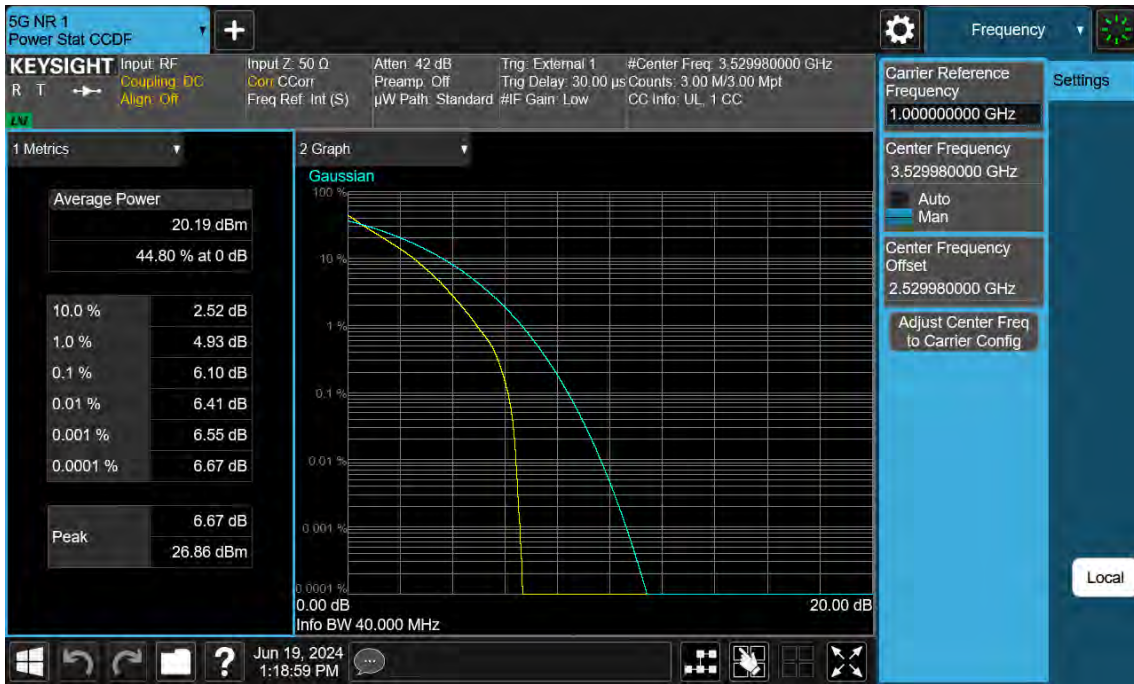 5G NR 1
Power Stat CCDF
+
Frequency
KEYSIGHT
R T
LNI
Input: RF
Coupling: DC
Align: Off
Input Z: 50 Ω
Corr CCorr
Freq Ref: Int (S)
Atten: 42 dB
Preamp: Off
µW Path: Standard
Trig: External 1
Trig Delay: 30.00 µs
#IF Gain: Low
#Center Freq: 3.529980000 GHz
Counts: 3.00 M/3.00 Mpt
CC Info: UL, 1 CC
1 Metrics
Average Power
20.19 dBm
44.80 % at 0 dB
10.0 % 2.52 dB
1.0 % 4.93 dB
0.1 % 6.10 dB
0.01 % 6.41 dB
0.001 % 6.55 dB
0.0001 % 6.67 dB
Peak
6.67 dB
26.86 dBm
2 Graph
Gaussian
100 %
10 %
1 %
0.1 %
0.01 %
0.001 %
0.0001 %
0.00 dB 20.00 dB
Info BW 40.000 MHz
Carrier Reference
Frequency
1.000000000 GHz
Center Frequency
3.529980000 GHz
Auto
Man
Center Frequency
Offset
2.529980000 GHz
Adjust Center Freq
to Carrier Config
Settings
Local
?
Jun 19, 2024
1:18:59 PM